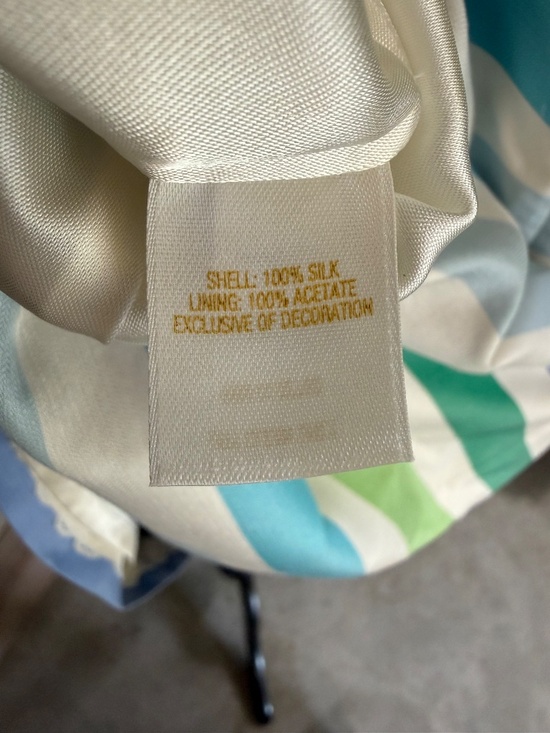 SHELL: 100% SILK
LINING: 100% ACETATE
EXCLUSIVE OF DECORATION